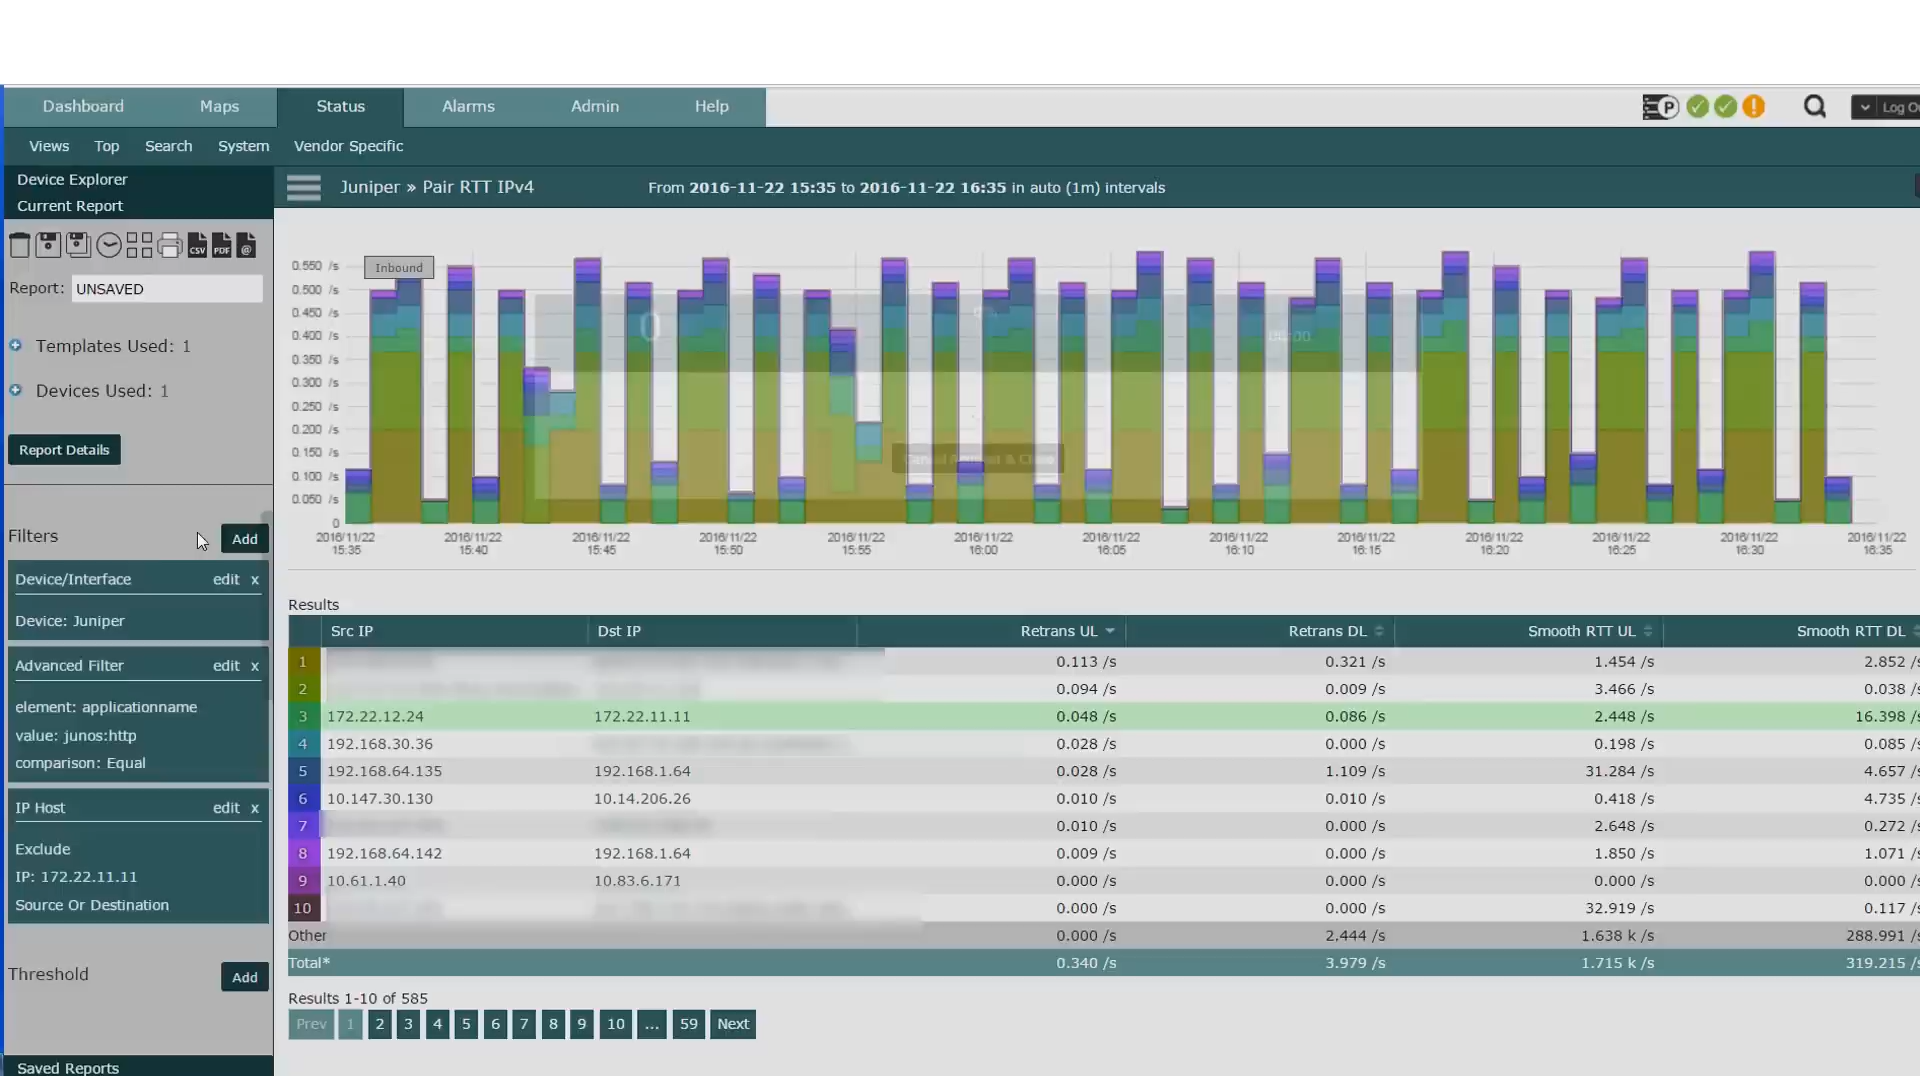 Dashboard Maps Status Alarms Admin Help
P
Log O
Views Top Search System Vendor Specific
Device Explorer
Current Report
Juniper » Pair RTT IPv4 From 2016-11-22 15:35 to 2016-11-22 16:35 in auto (1m) intervals
CSV PDF @
Report: UNSAVED
Templates Used: 1
Devices Used: 1
Report Details
Filters Add
Device/Interface edit x
Device: Juniper
Advanced Filter edit x
element: applicationname
value: junos:http
comparison: Equal
IP Host edit x
Exclude
IP: 172.22.11.11
Source Or Destination
Threshold Add
Saved Reports
Inbound
0.550 /s
0.500 /s
0.450 /s
0.400 /s
0.350 /s
0.300 /s
0.250 /s
0.200 /s
0.150 /s
0.100 /s
0.050 /s
0
0
00:00
2016/11/22 2016/11/22 2016/11/22 2016/11/22 2016/11/22 2016/11/22 2016/11/22 2016/11/22 2016/11/22 2016/11/22 2016/11/22 2016/11/22 2016/11/22
15:35 15:40 15:45 15:50 15:55 16:00 16:05 16:10 16:15 16:20 16:25 16:30 16:35
Results
Src IP Dst IP Retrans UL Retrans DL Smooth RTT UL Smooth RTT DL
1 0.113 /s 0.321 /s 1.454 /s 2.852 /s
2 0.094 /s 0.009 /s 3.466 /s 0.038 /s
3 172.22.12.24 172.22.11.11 0.048 /s 0.086 /s 2.448 /s 16.398 /s
4 192.168.30.36 0.028 /s 0.000 /s 0.198 /s 0.085 /s
5 192.168.64.135 192.168.1.64 0.028 /s 1.109 /s 31.284 /s 4.657 /s
6 10.147.30.130 10.14.206.26 0.010 /s 0.010 /s 0.418 /s 4.735 /s
7 0.010 /s 0.000 /s 2.648 /s 0.272 /s
8 192.168.64.142 192.168.1.64 0.009 /s 0.000 /s 1.850 /s 1.071 /s
9 10.61.1.40 10.83.6.171 0.000 /s 0.000 /s 0.000 /s 0.000 /s
10 0.000 /s 0.000 /s 32.919 /s 0.117 /s
Other 0.000 /s 2.444 /s 1.638 k /s 288.991 /s
Total* 0.340 /s 3.979 /s 1.715 k /s 319.215 /s
Results 1-10 of 585
Prev 1 2 3 4 5 6 7 8 9 10 ... 59 Next